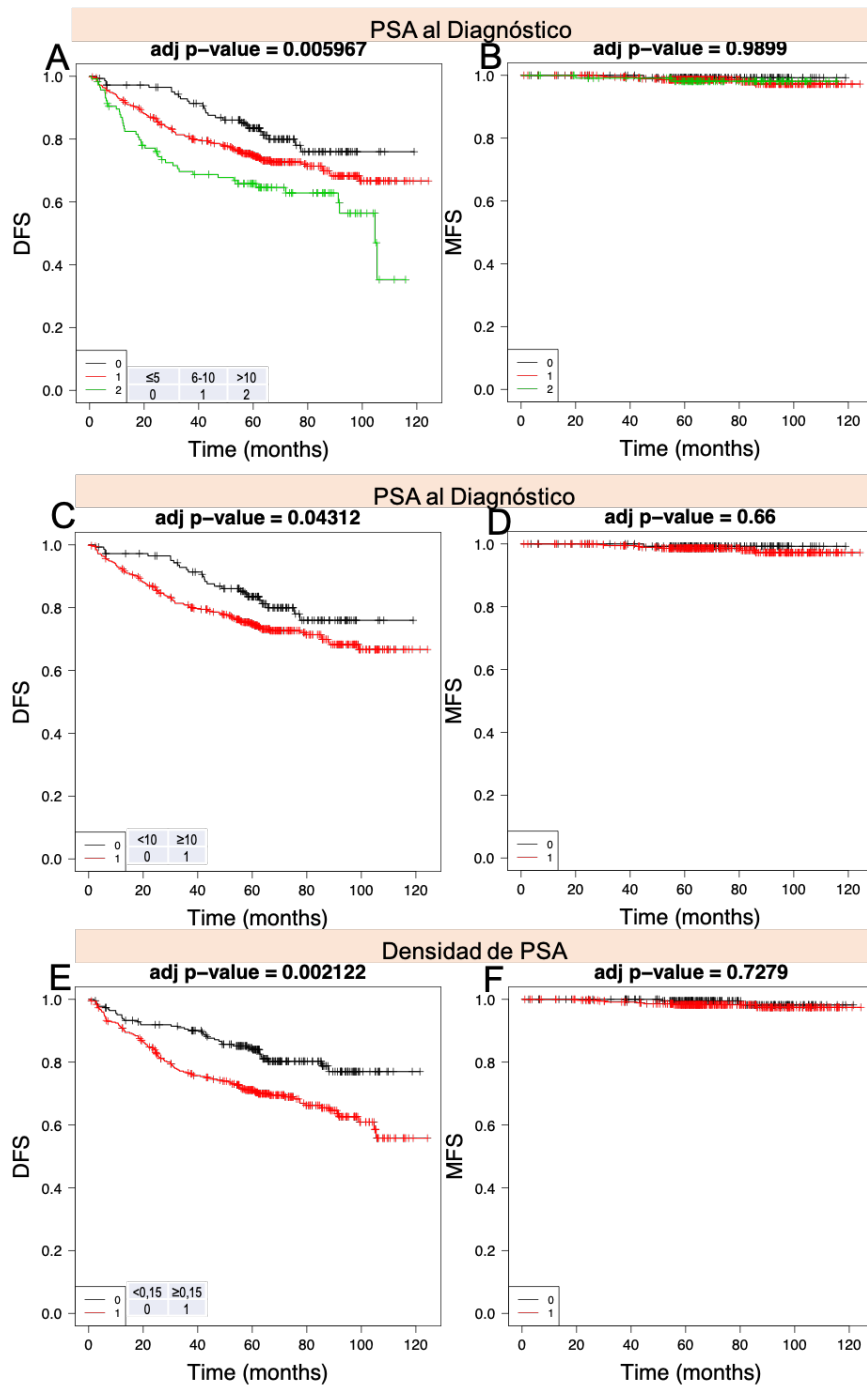 PSA al Diagnóstico
A
adj p-value = 0.005967
DFS
1.0
0.8
0.6
0.4
0.2
0.0
0
1
2
≤5 6-10 >10
0 1 2
0 20 40 60 80 100 120
Time (months)
B
adj p-value = 0.9899
MFS
1.0
0.8
0.6
0.4
0.2
0.0
0
1
2
0 20 40 60 80 100 120
Time (months)
PSA al Diagnóstico
C
adj p-value = 0.04312
DFS
1.0
0.8
0.6
0.4
0.2
0.0
0
1
<10 ≥10
0 1
0 20 40 60 80 100 120
Time (months)
D
adj p-value = 0.66
MFS
1.0
0.8
0.6
0.4
0.2
0.0
0
1
0 20 40 60 80 100 120
Time (months)
Densidad de PSA
E
adj p-value = 0.002122
DFS
1.0
0.8
0.6
0.4
0.2
0.0
0
1
<0,15 ≥0,15
0 1
0 20 40 60 80 100 120
Time (months)
F
adj p-value = 0.7279
MFS
1.0
0.8
0.6
0.4
0.2
0.0
0
1
0 20 40 60 80 100 120
Time (months)